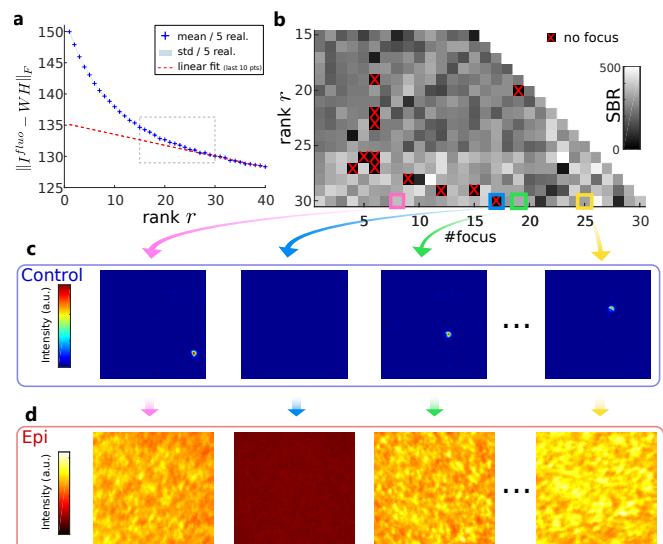 a
150
145
140
135
130
125
‖I^{fluo} − WH‖_F
mean / 5 real.
std / 5 real.
linear fit (last 10 pts)
0 10 20 30 40
rank r
b
no focus
15
20
25
30
rank r
500
SBR
0
5 10 15 20 25 30
#focus
c
Control
Intensity (a.u.)
...
d
Epi
Intensity (a.u.)
...